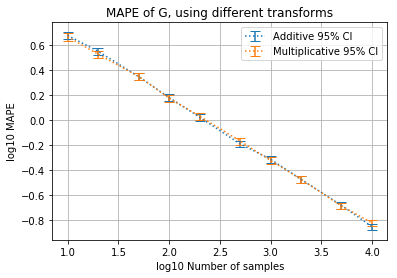 MAPE of G, using different transforms
Additive 95% CI
Multiplicative 95% CI
log10 MAPE
0.6
0.4
0.2
0.0
−0.2
−0.4
−0.6
−0.8
1.0 1.5 2.0 2.5 3.0 3.5 4.0
log10 Number of samples